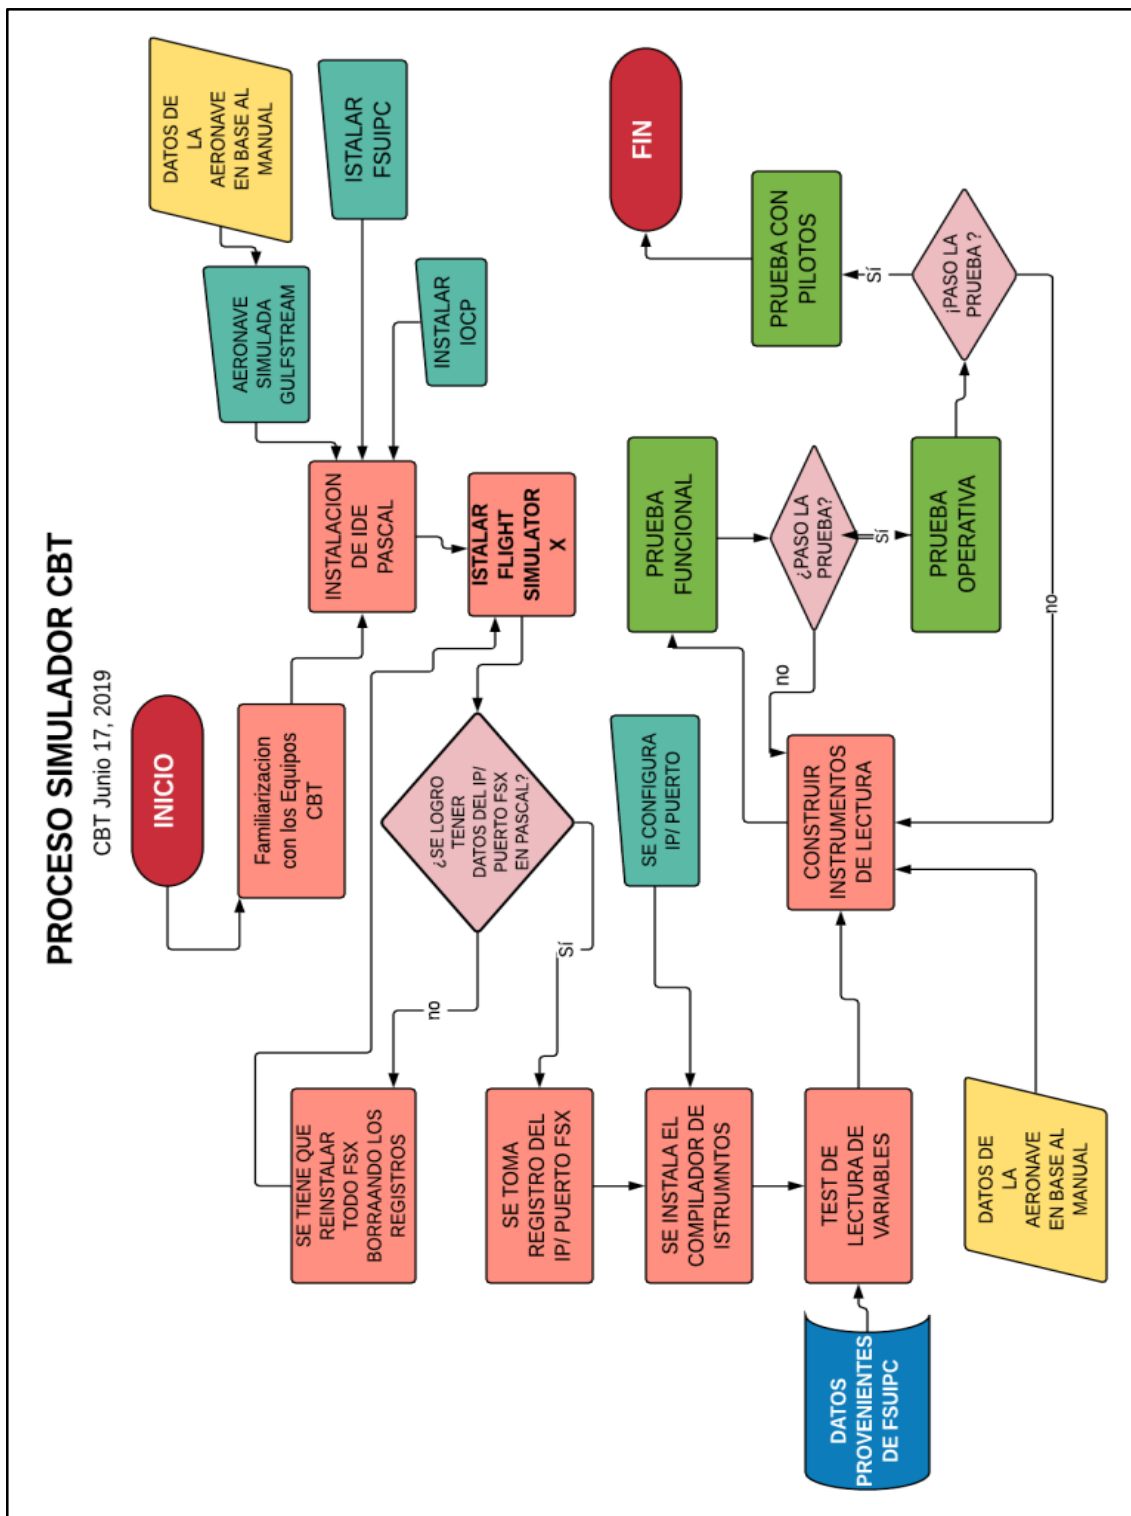 PROCESO SIMULADOR CBT
CBT Junio 17, 2019
INICIO
Familiarizacion
con los Equipos
CBT
DATOS DE
LA
AERONAVE
EN BASE AL
MANUAL
AERONAVE
SIMULADA
GULFSTREAM
ISTALAR
FSUIPC
INSTALAR
IOCP
INSTALACION
DE IDE
PASCAL
ISTALAR
FLIGHT
SIMULATOR
X
¿SE LOGRO
TENER
DATOS DEL IP/
PUERTO FSX
EN PASCAL?
no
Sí
SE TIENE QUE
REINSTALAR
TODO FSX
BORRAANDO LOS
REGISTROS
SE TOMA
REGISTRO DEL
IP/ PUERTO FSX
SE CONFIGURA
IP/ PUERTO
SE INSTALA EL
COMPILADOR DE
ISTRUMNTOS
DATOS
PROVENIENTES
DE FSUIPC
TEST DE
LECTURA DE
VARIABLES
DATOS DE
LA
AERONAVE
EN BASE AL
MANUAL
CONSTRUIR
INSTRUMENTOS
DE LECTURA
PRUEBA
FUNCIONAL
¿PASO LA
PRUEBA?
no
Sí
PRUEBA
OPERATIVA
¡PASO LA
PRUEBA ?
no
Sí
PRUEBA CON
PILOTOS
FIN